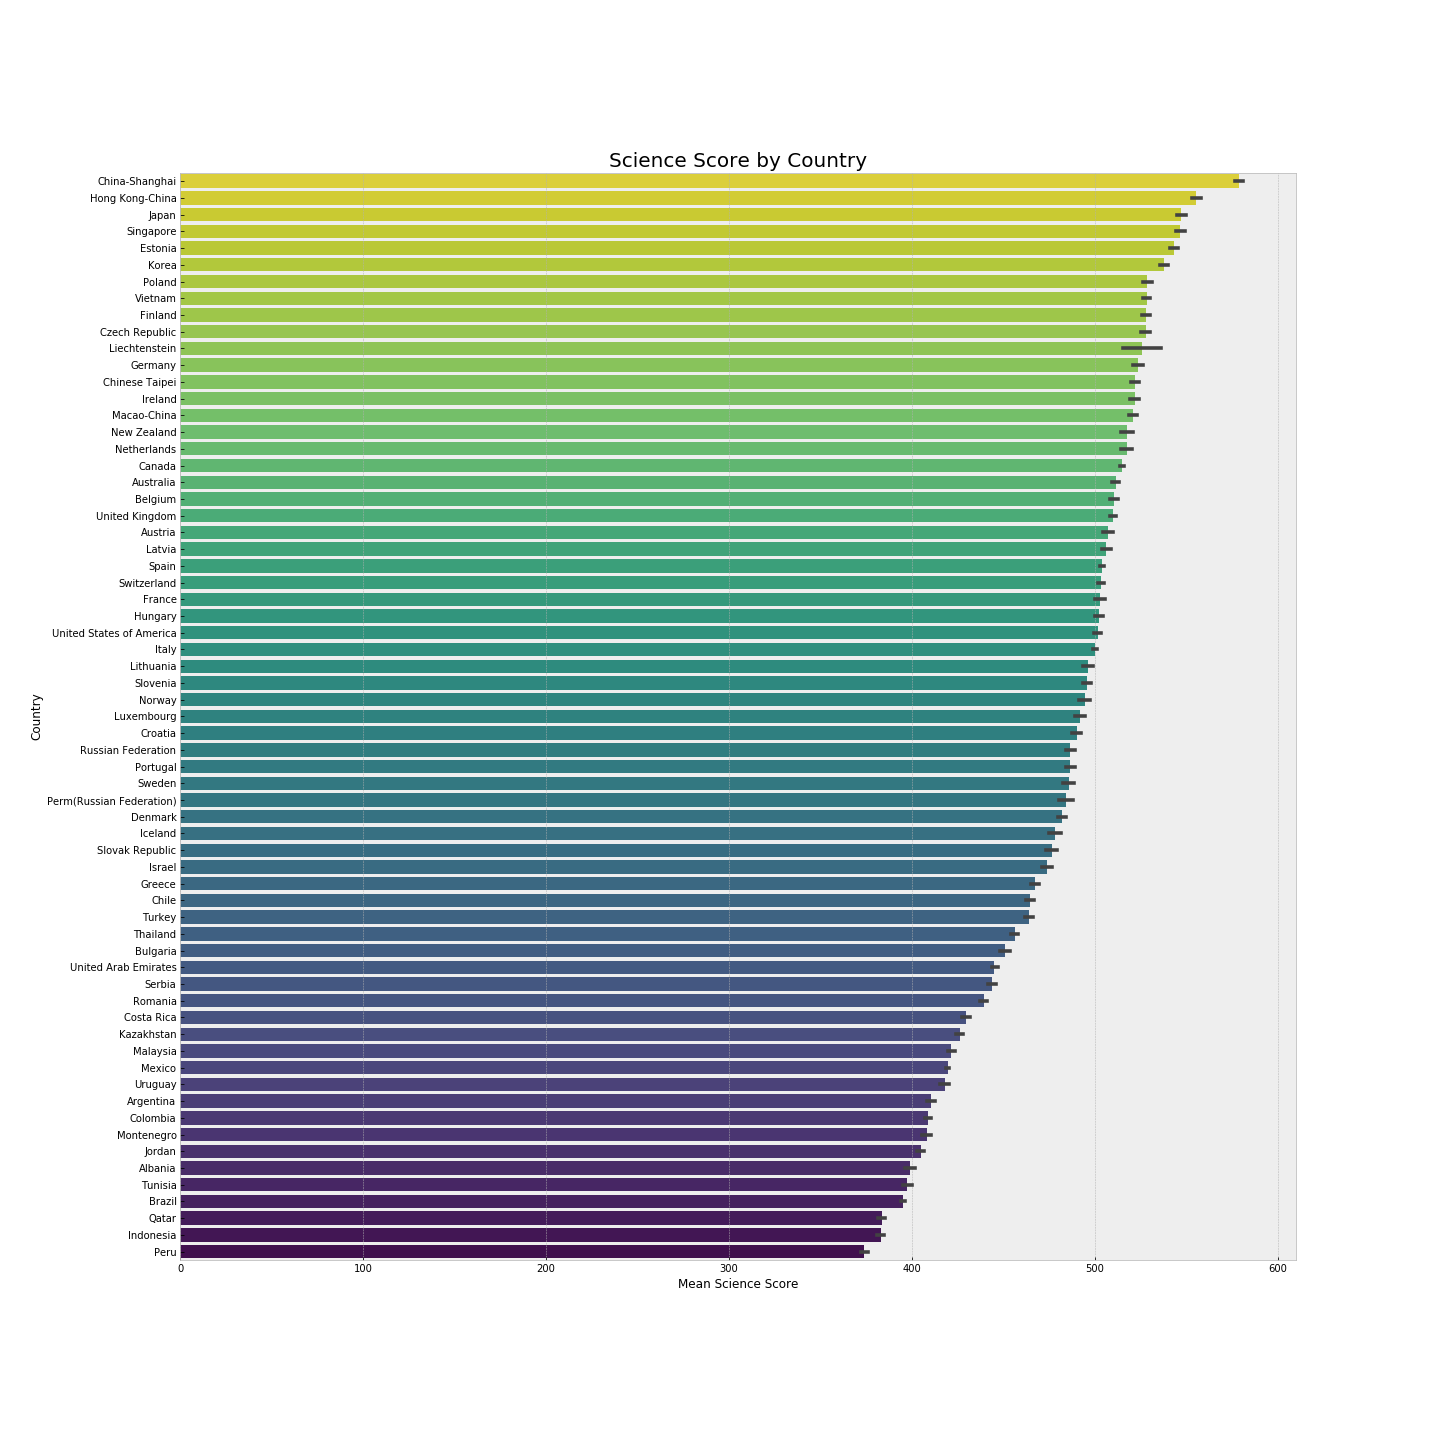 Science Score by Country
China-Shanghai
Hong Kong-China
Japan
Singapore
Estonia
Korea
Poland
Vietnam
Finland
Czech Republic
Liechtenstein
Germany
Chinese Taipei
Ireland
Macao-China
New Zealand
Netherlands
Canada
Australia
Belgium
United Kingdom
Austria
Latvia
Spain
Switzerland
France
Hungary
United States of America
Italy
Lithuania
Slovenia
Norway
Luxembourg
Croatia
Russian Federation
Portugal
Sweden
Perm(Russian Federation)
Denmark
Iceland
Slovak Republic
Israel
Greece
Chile
Turkey
Thailand
Bulgaria
United Arab Emirates
Serbia
Romania
Costa Rica
Kazakhstan
Malaysia
Mexico
Uruguay
Argentina
Colombia
Montenegro
Jordan
Albania
Tunisia
Brazil
Qatar
Indonesia
Peru
Country
0 100 200 300 400 500 600
Mean Science Score